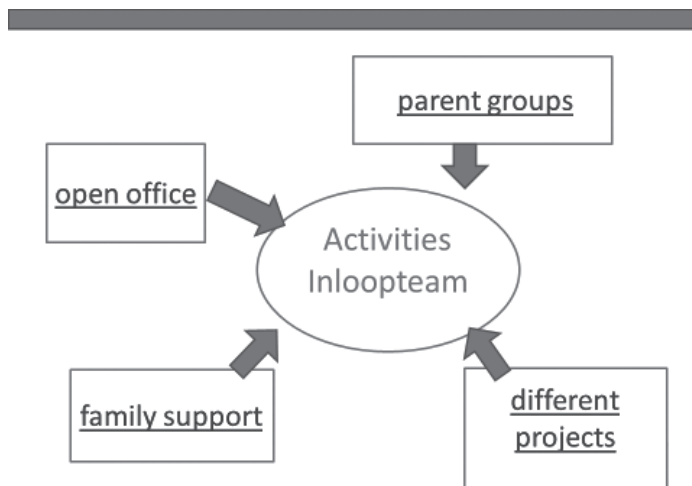 parent groups
open office
Activities
Inloopteam
family support
different
projects